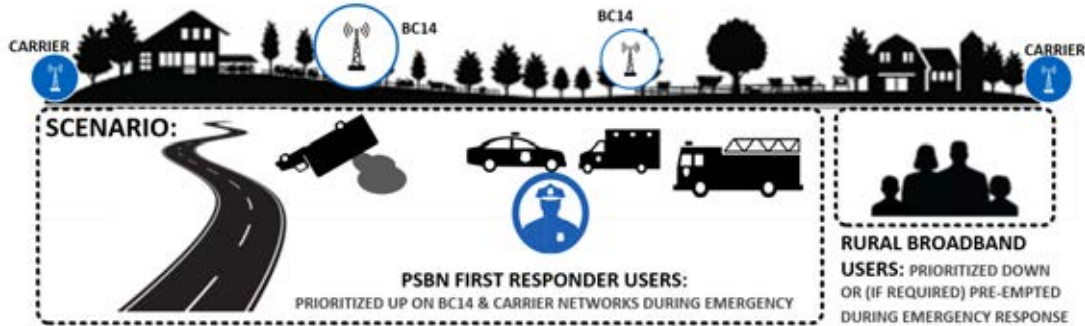 BC14
BC14
CARRIER
CARRIER
SCENARIO:
PSBN FIRST RESPONDER USERS:
PRIORITIZED UP ON BC14 & CARRIER NETWORKS DURING EMERGENCY
RURAL BROADBAND
USERS: PRIORITIZED DOWN
OR (IF REQUIRED) PRE-EMPTED
DURING EMERGENCY RESPONSE